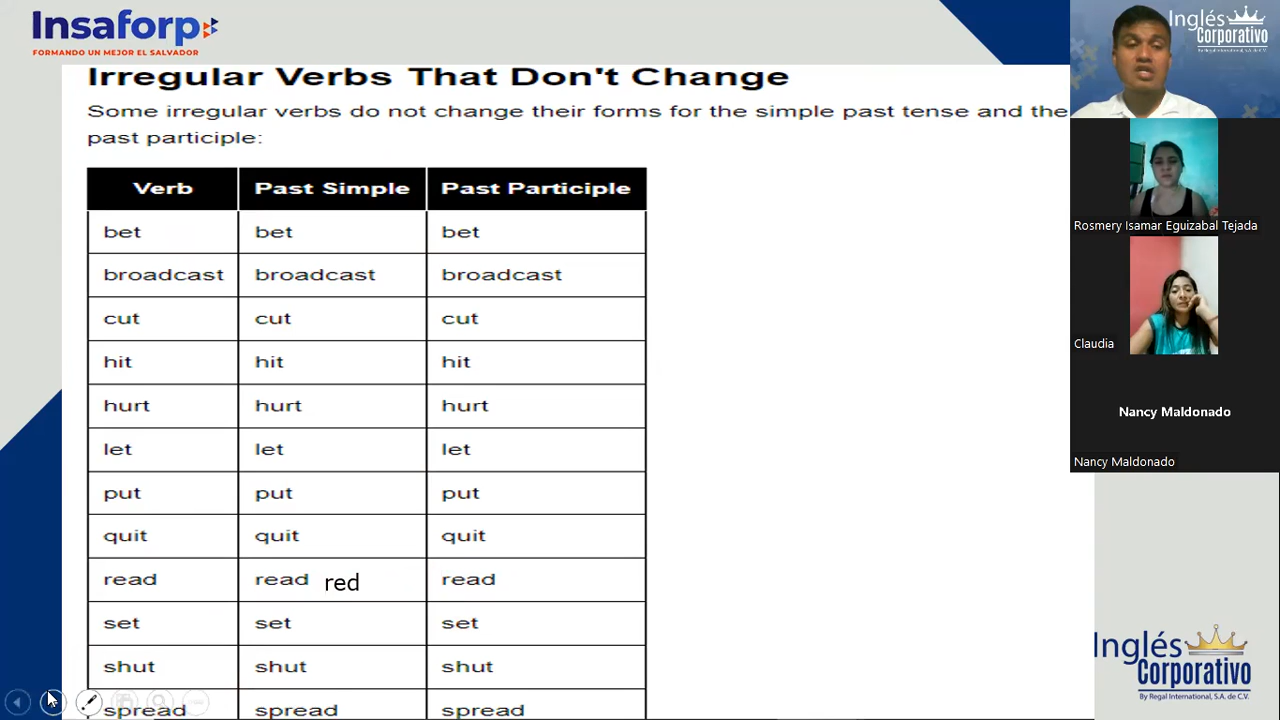 Insaforp
FORMANDO UN MEJOR EL SALVADOR
Irregular Verbs That Don't Change
Some irregular verbs do not change their forms for the simple past tense and the
past participle:
Verb Past Simple Past Participle
bet bet bet
broadcast broadcast broadcast
cut cut cut
hit hit hit
hurt hurt hurt
let let let
put put put
quit quit quit
read read red read
set set set
shut shut shut
spread spread spread
Inglés
Corporativo
By Regal International, S.A. de C.V.
Rosmery Isamar Eguizabal Tejada
Claudia
Nancy Maldonado
Nancy Maldonado
Inglés
Corporativo
By Regal International, S.A. de C.V.